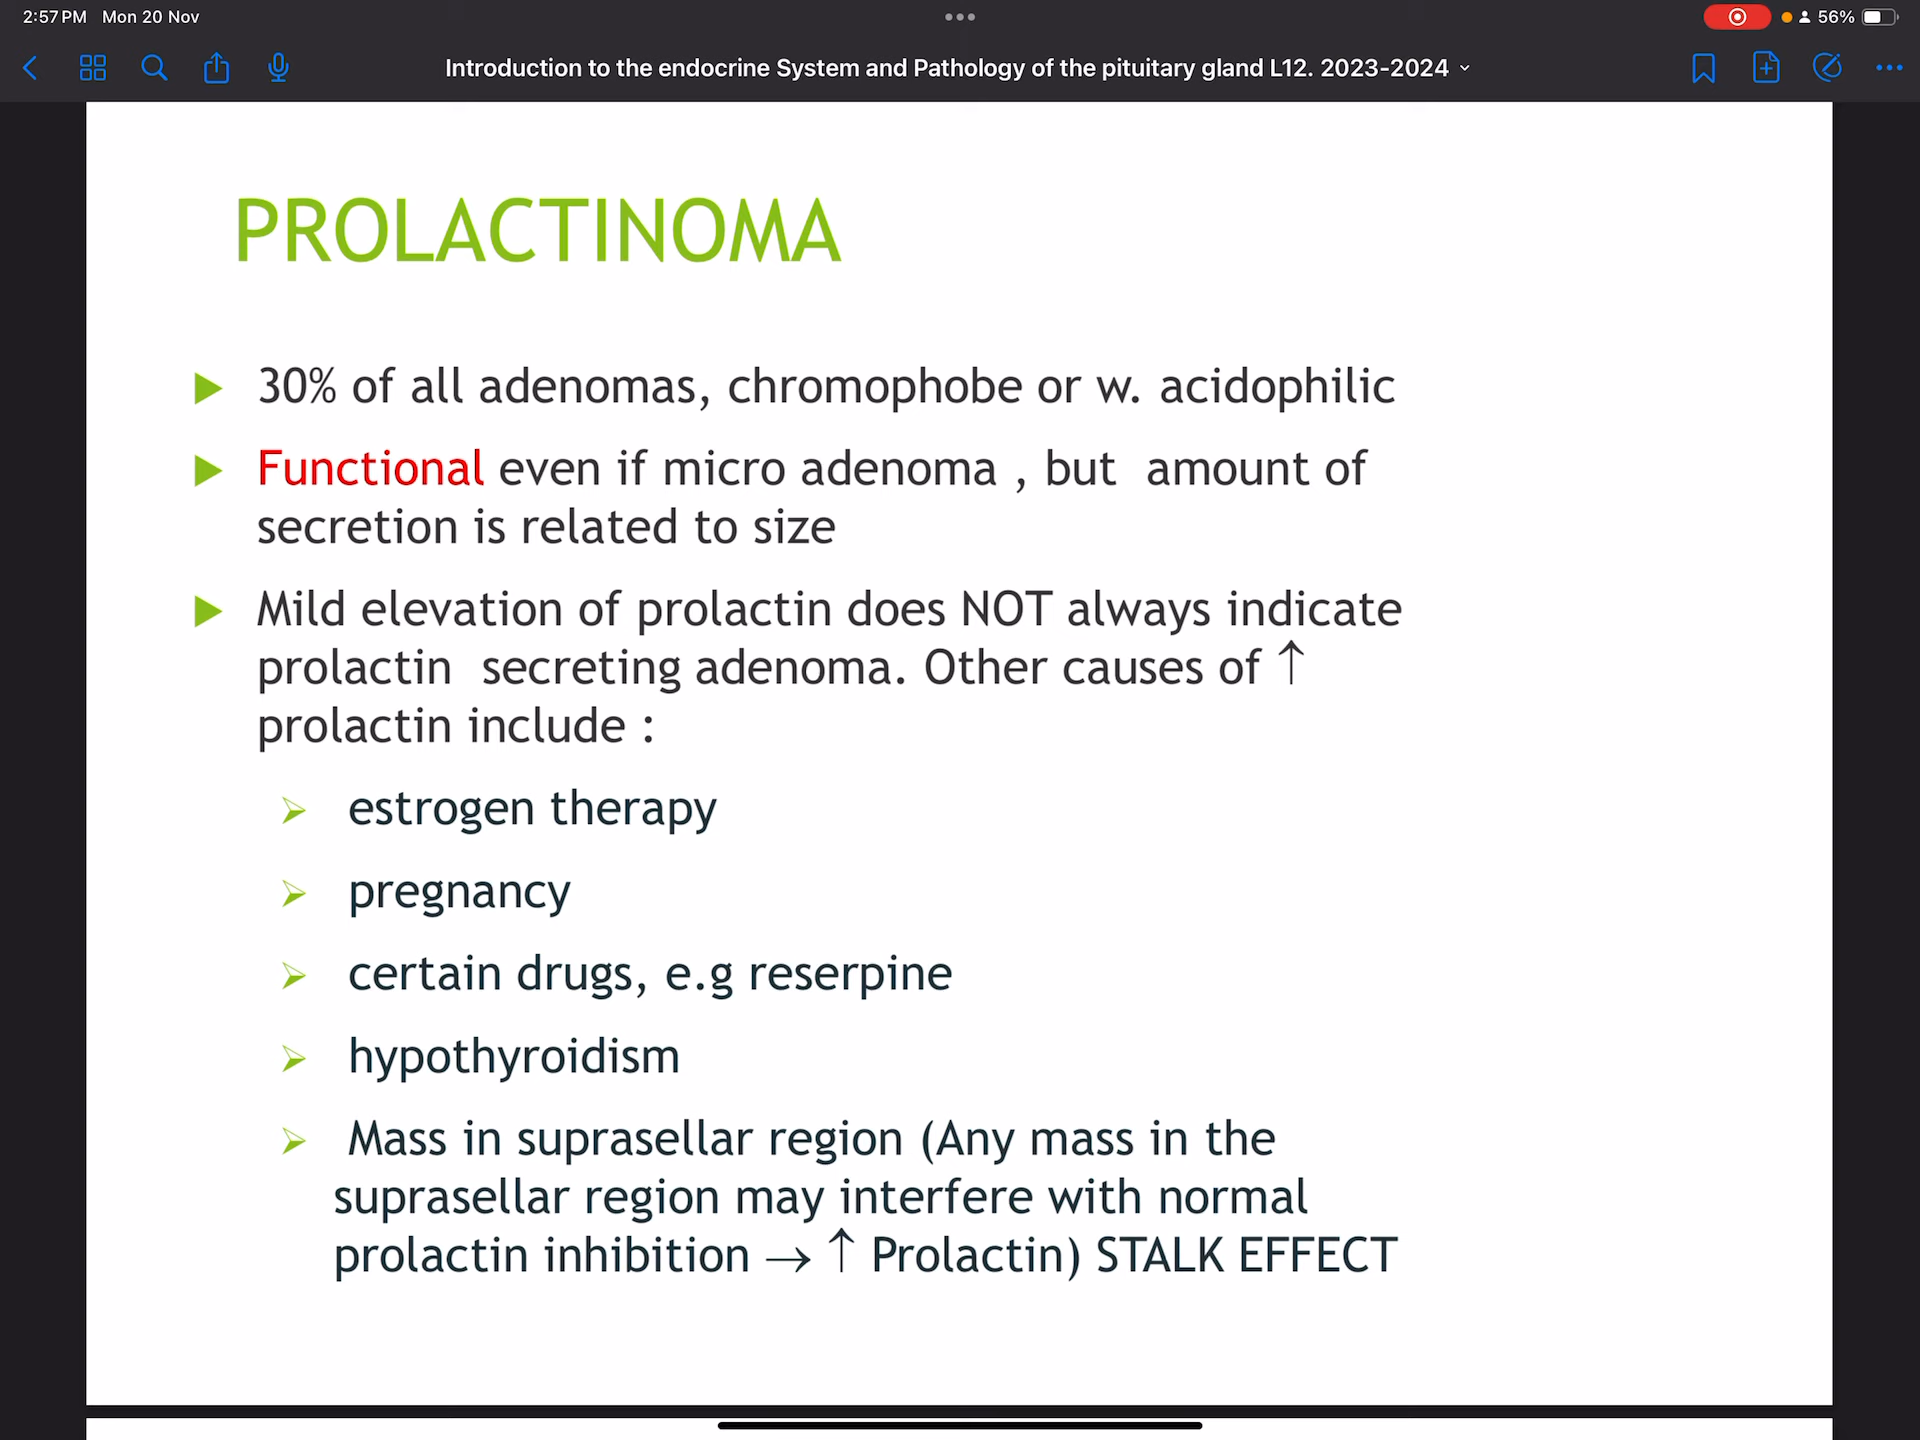 2:57 PM Mon 20 Nov
56%
Introduction to the endocrine System and Pathology of the pituitary gland L12. 2023-2024
PROLACTINOMA
30% of all adenomas, chromophobe or w. acidophilic
Functional even if micro adenoma , but amount of
secretion is related to size
Mild elevation of prolactin does NOT always indicate
prolactin secreting adenoma. Other causes of ↑
prolactin include :
estrogen therapy
pregnancy
certain drugs, e.g reserpine
hypothyroidism
Mass in suprasellar region (Any mass in the
suprasellar region may interfere with normal
prolactin inhibition → ↑ Prolactin) STALK EFFECT